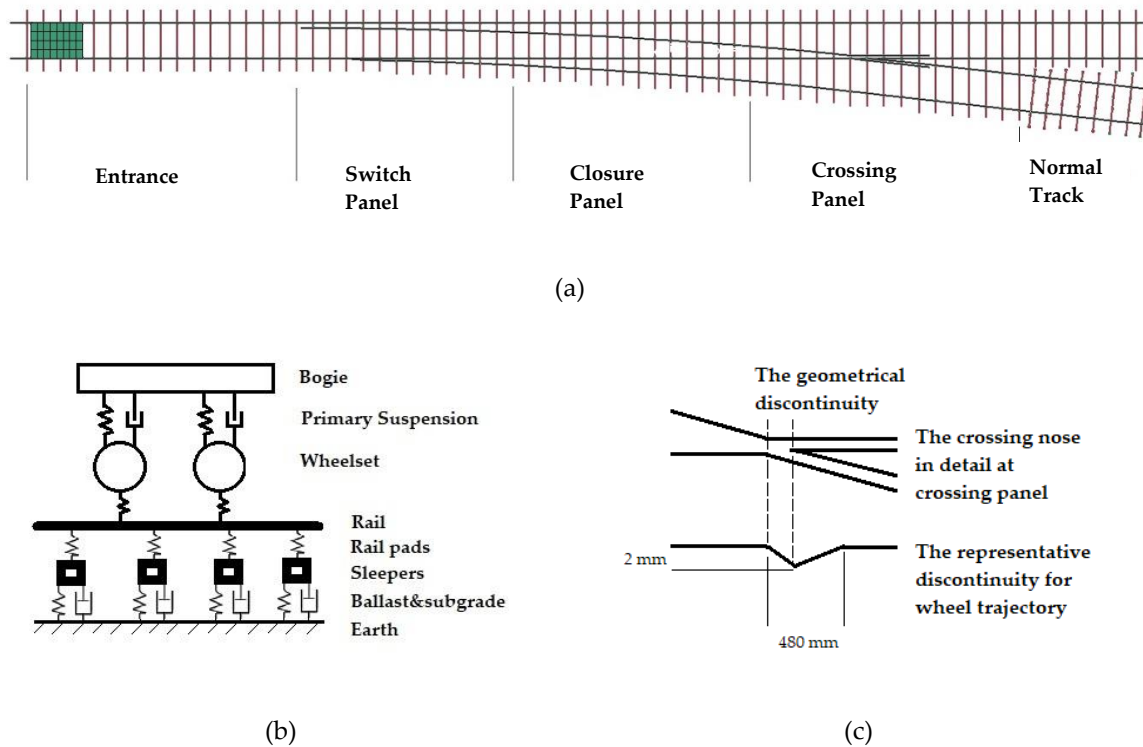 Entrance
Switch
Panel
Closure
Panel
Crossing
Panel
Normal
Track
(a)
Bogie
Primary Suspension
Wheelset
Rail
Rail pads
Sleepers
Ballast&subgrade
Earth
(b)
The geometrical
discontinuity
The crossing nose
in detail at
crossing panel
2 mm
The representative
discontinuity for
wheel trajectory
480 mm
(c)